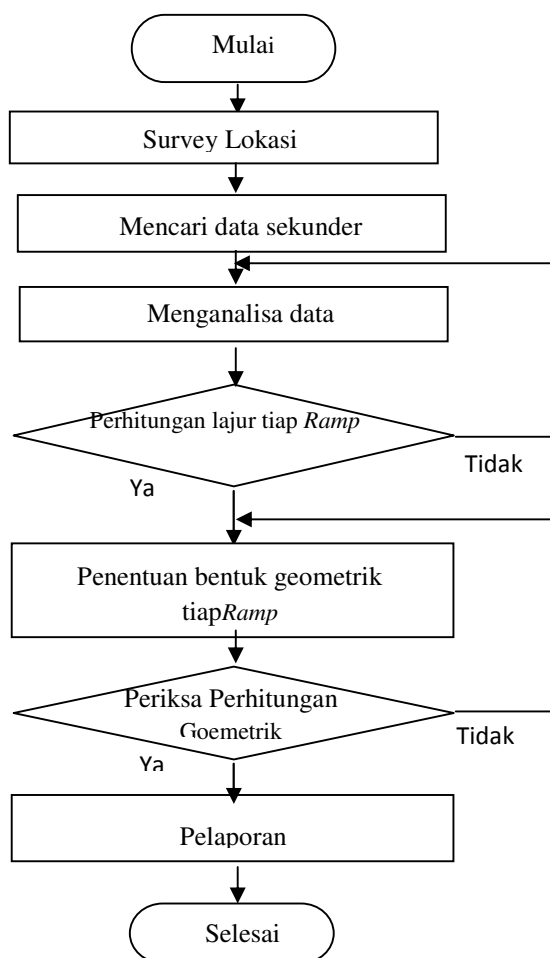 Mulai
Survey Lokasi
Mencari data sekunder
Menganalisa data
Perhitungan lajur tiap Ramp
Tidak
Ya
Penentuan bentuk geometrik
tiapRamp
Periksa Perhitungan
Goemetrik
Tidak
Ya
Pelaporan
Selesai